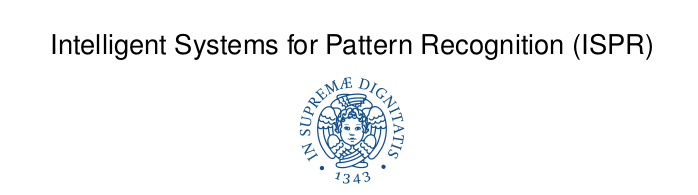 Intelligent Systems for Pattern Recognition (ISPR)
IN SUPREMÆ DIGNITATIS
1343